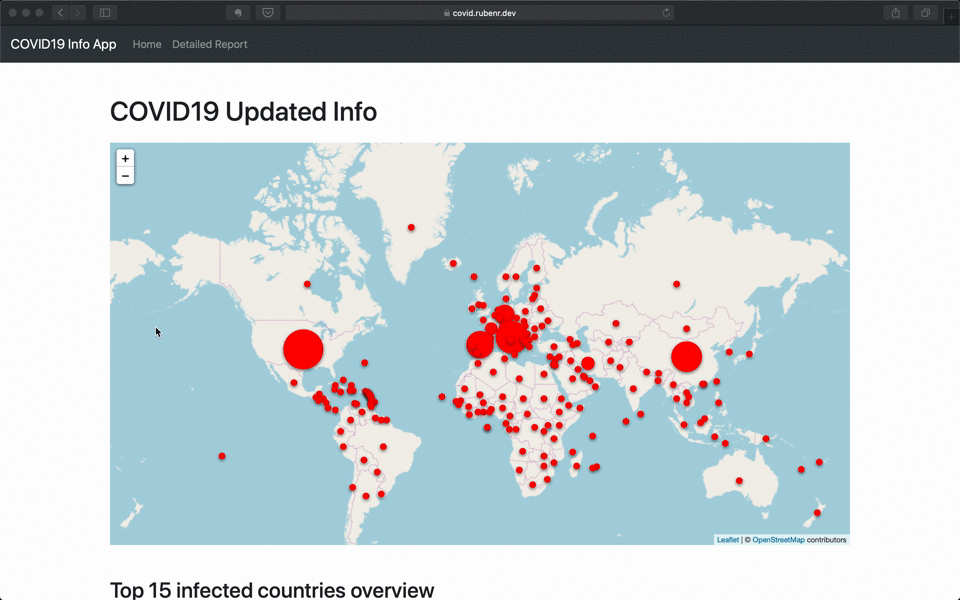 covid.rubenr.dev
COVID19 Info App Home Detailed Report
COVID19 Updated Info
+
−
Leaflet | © OpenStreetMap contributors
Top 15 infected countries overview